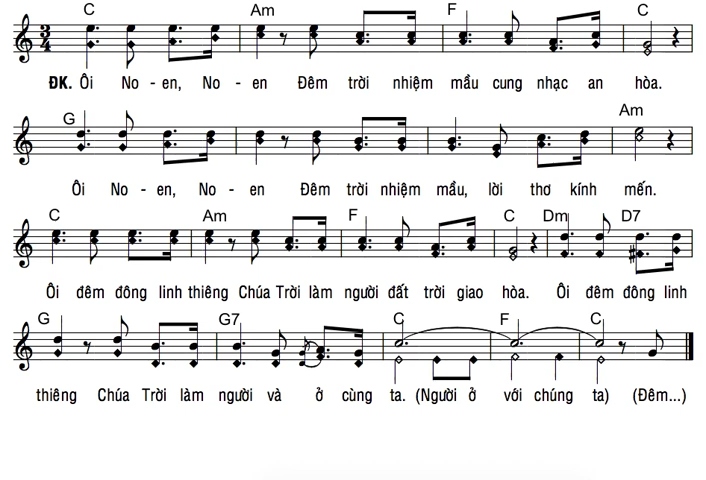 C Am F C
3/4
ĐK. Ôi No - en, No - en Đêm trời nhiệm mầu cung nhạc an hòa.
G Am
Ôi No - en, No - en Đêm trời nhiệm mầu, lời thơ kính mến.
C Am F C Dm D7
Ôi đêm đông linh thiêng Chúa Trời làm người đất trời giao hòa. Ôi đêm đông linh
G G7 C F C
thiêng Chúa Trời làm người và ở cùng ta. (Người ở với chúng ta) (Đêm...)